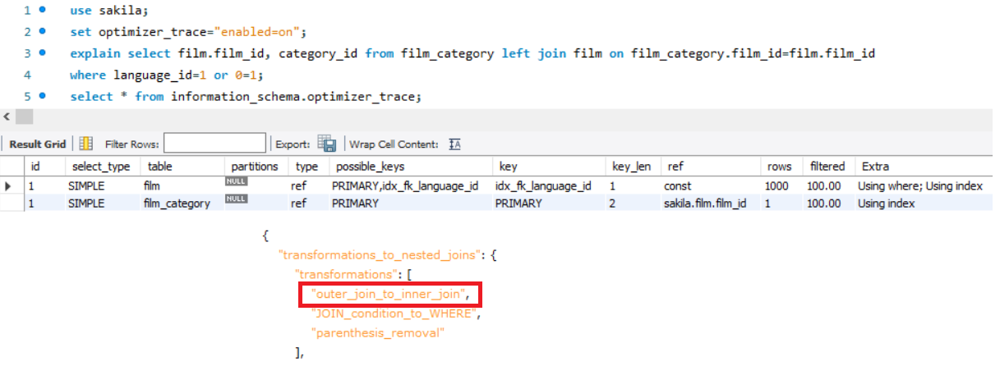 1 use sakila;
2 set optimizer_trace="enabled=on";
3 explain select film.film_id, category_id from film_category left join film on film_category.film_id=film.film_id
4 where language_id=1 or 0=1;
5 select * from information_schema.optimizer_trace;
Result Grid Filter Rows: Export: Wrap Cell Content:
id select_type table partitions type possible_keys key key_len ref rows filtered Extra
1 SIMPLE film NULL ref PRIMARY,idx_fk_language_id idx_fk_language_id 1 const 1000 100.00 Using where; Using index
1 SIMPLE film_category NULL ref PRIMARY PRIMARY 2 sakila.film.film_id 1 100.00 Using index
{
"transformations_to_nested_joins": {
"transformations": [
"outer_join_to_inner_join",
"JOIN_condition_to_WHERE",
"parenthesis_removal"
],